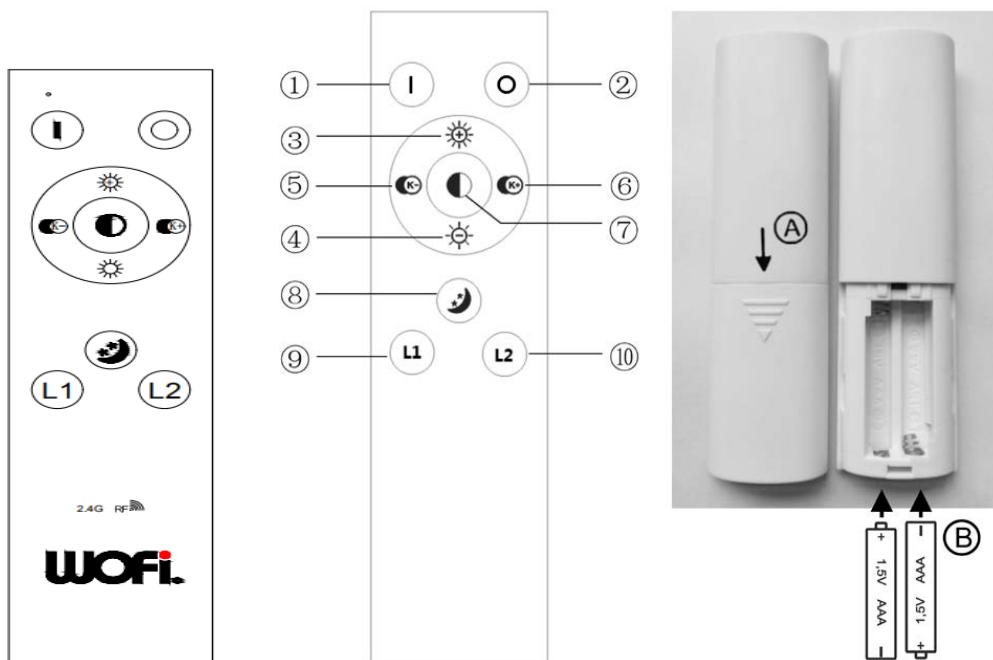 I
O
K-
K+
L1
L2
2.4G RF
WOFi.
①
I
O
②
③
⑤
K-
K+
⑥
④
⑦
⑧
⑨
L1
L2
⑩
A
B
+ 1,5V AAA -
- 1,5V AAA +